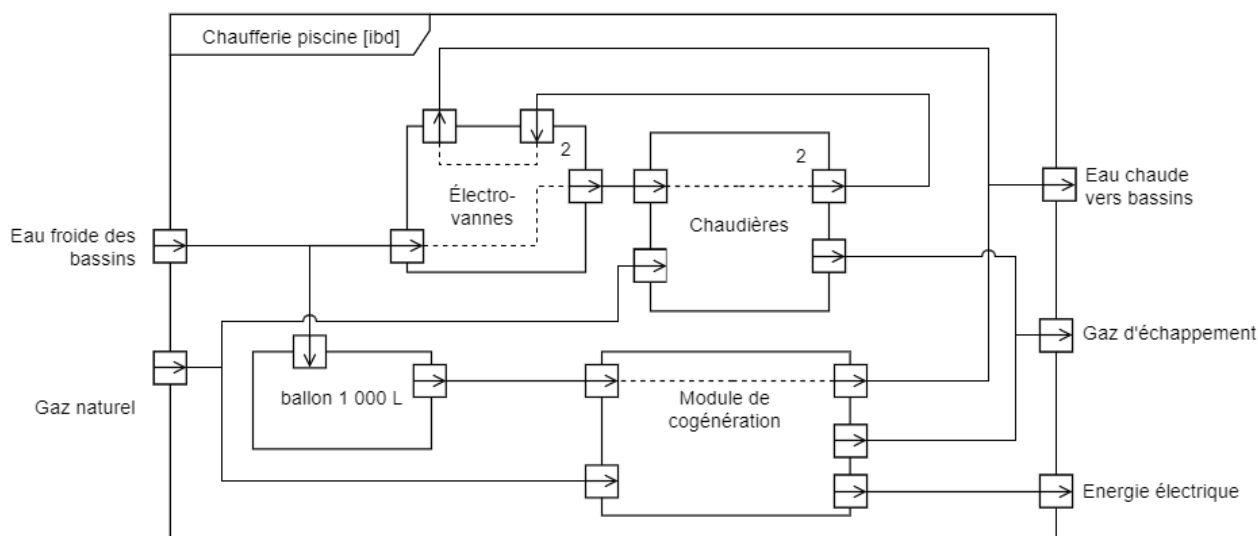 Chaufferie piscine [ibd]
2
Électro-
vannes
2
Chaudières
Eau chaude
vers bassins
Eau froide des
bassins
Gaz d'échappement
ballon 1 000 L
Module de
cogénération
Gaz naturel
Energie électrique